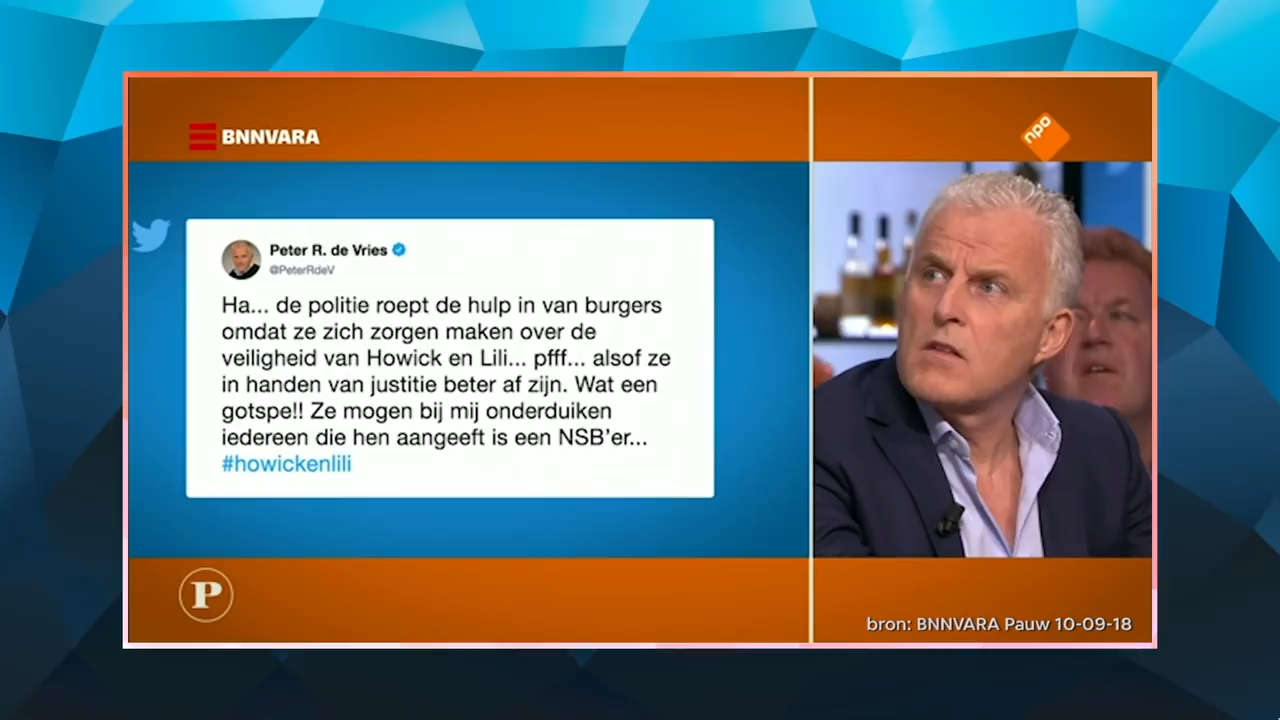 BNNVARA
npo
Peter R. de Vries
@PeterRdeV
Ha... de politie roept de hulp in van burgers
omdat ze zich zorgen maken over de
veiligheid van Howick en Lili... pfff... alsof ze
in handen van justitie beter af zijn. Wat een
gotspe!! Ze mogen bij mij onderduiken
iedereen die hen aangeeft is een NSB'er...
#howickenlili
P
bron: BNNVARA Pauw 10-09-18